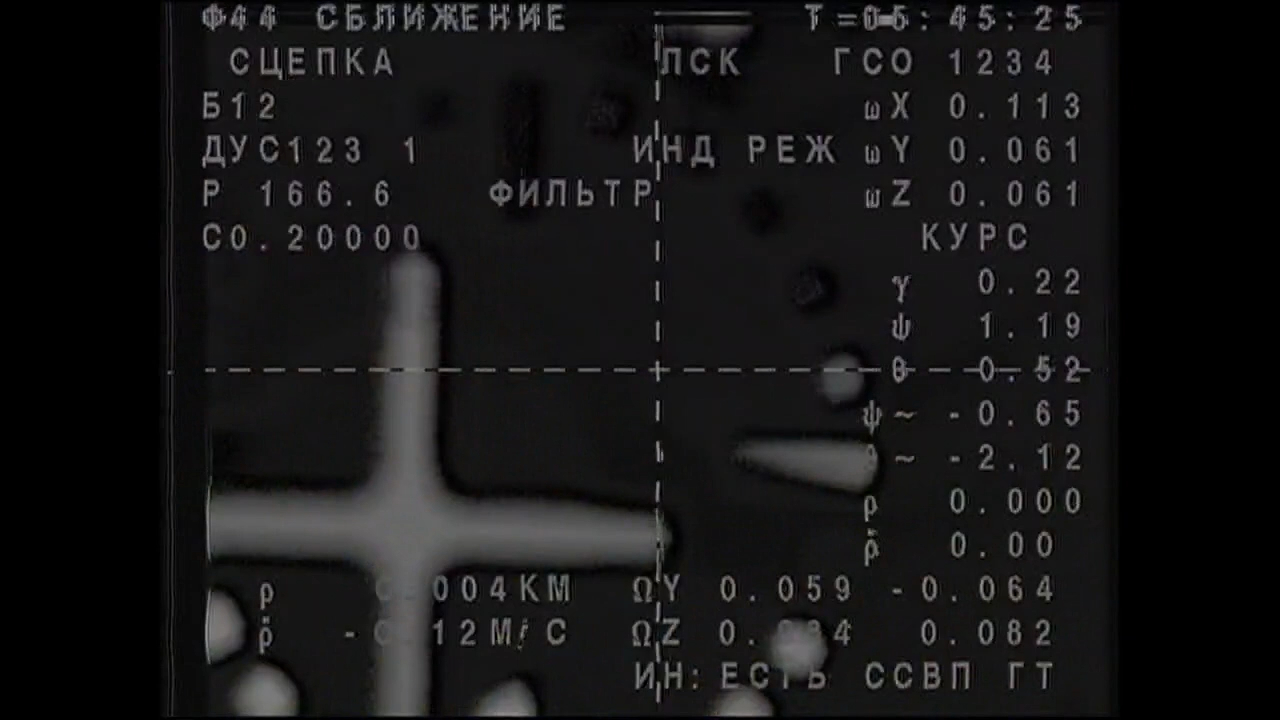 Ф44 СБЛИЖЕНИЕ Т=05:45:25
СЦЕПКА ЛСК ГСО 1234
Б12 ωX 0.113
ДУС123 1 ИНД РЕЖ ωY 0.061
Р 166.6 ФИЛЬТР ωZ 0.061
С0.20000 КУРС
γ 0.22
ψ 1.19
θ 0.52
ψ~ -0.65
~ -2.12
ρ 0.000
ρ̈ 0.00
ρ 004КМ ΩY 0.059 -0.064
ρ̇ 12М/С ΩZ 0.082
ИН: ЕСТЬ ССВП ГТ